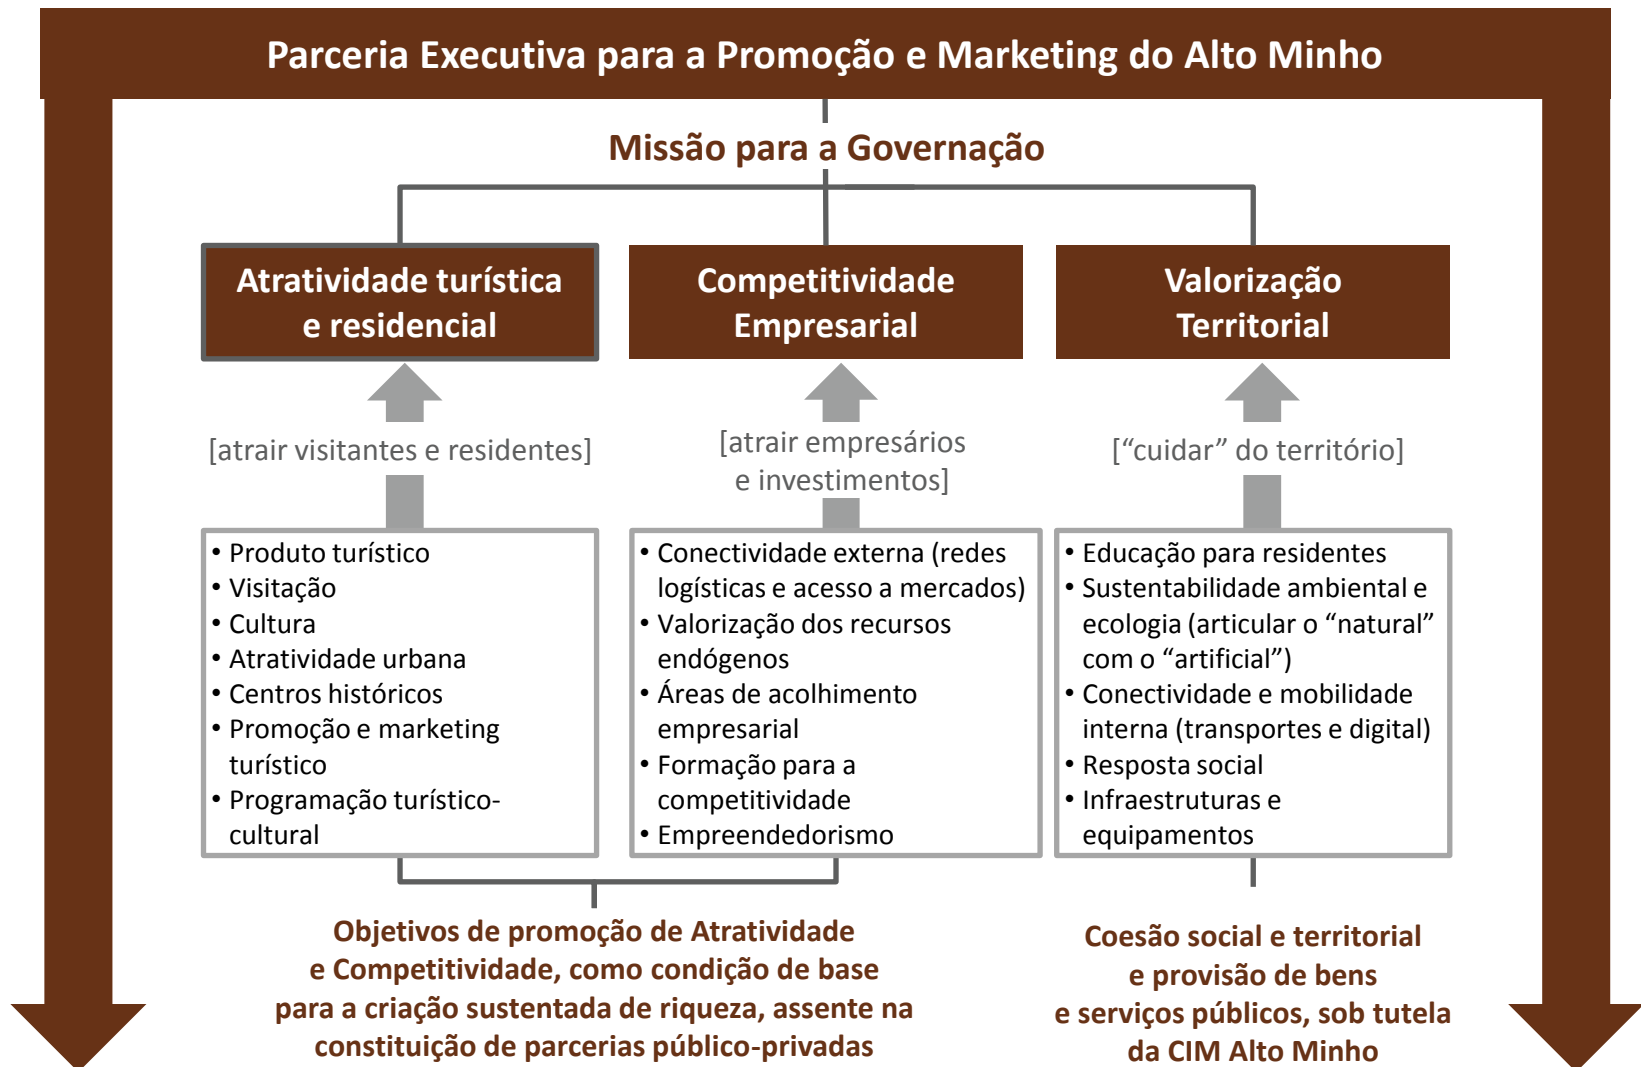 Parceria Executiva para a Promoção e Marketing do Alto Minho
Missão para a Governação
Atratividade turística
e residencial
Competitividade
Empresarial
Valorização
Territorial
[atrair visitantes e residentes]
[atrair empresários
e investimentos]
[“cuidar” do território]
• Produto turístico
• Visitação
• Cultura
• Atratividade urbana
• Centros históricos
• Promoção e marketing
turístico
• Programação turístico-
cultural
• Conectividade externa (redes
logísticas e acesso a mercados)
• Valorização dos recursos
endógenos
• Áreas de acolhimento
empresarial
• Formação para a
competitividade
• Empreendedorismo
• Educação para residentes
• Sustentabilidade ambiental e
ecologia (articular o “natural”
com o “artificial”)
• Conectividade e mobilidade
interna (transportes e digital)
• Resposta social
• Infraestruturas e
equipamentos
Objetivos de promoção de Atratividade
e Competitividade, como condição de base
para a criação sustentada de riqueza, assente na
constituição de parcerias público-privadas
Coesão social e territorial
e provisão de bens
e serviços públicos, sob tutela
da CIM Alto Minho